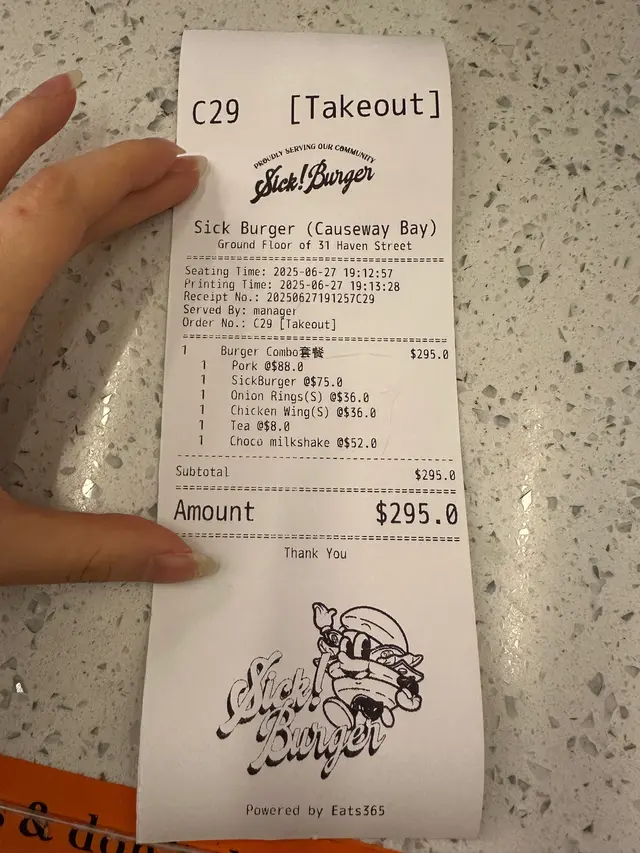 C29 [Takeout]
PROUDLY SERVING OUR COMMUNITY
Sick! Burger
Sick Burger (Causeway Bay)
Ground Floor of 31 Haven Street
Seating Time: 2025-06-27 19:12:57
Printing Time: 2025-06-27 19:13:28
Receipt No.: 20250627191257C29
Served By: manager
Order No.: C29 [Takeout]
1 Burger Combo套餐 $295.0
1 Pork @$88.0
1 SickBurger @$75.0
1 Onion Rings(S) @$36.0
1 Chicken Wing(S) @$36.0
1 Tea @$8.0
1 Choco milkshake @$52.0
Subtotal $295.0
Amount $295.0
Thank You
Sick!
Burger
Powered by Eats365